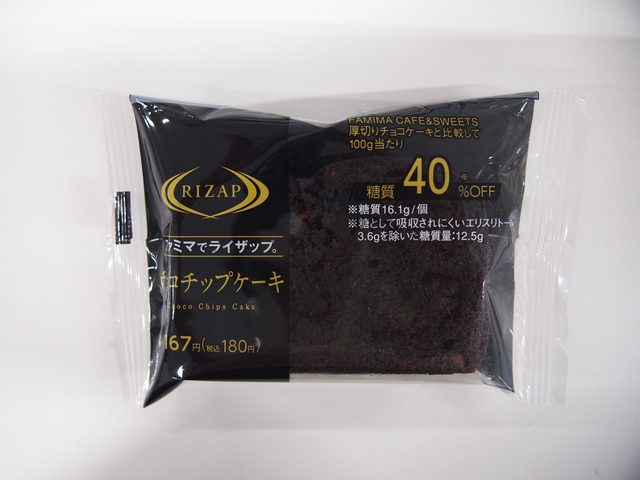 RIZAP
ァミマでライザップ。
チョコチップケーキ
Choco Chips Cake
167円(税込180円)
FAMIMA CAFE&SWEETS
厚切りチョコケーキと比較して
100g当たり
糖質 40※%OFF
※糖質16.1g/個
※糖として吸収されにくいエリスリトール
3.6gを除いた糖質量:12.5g